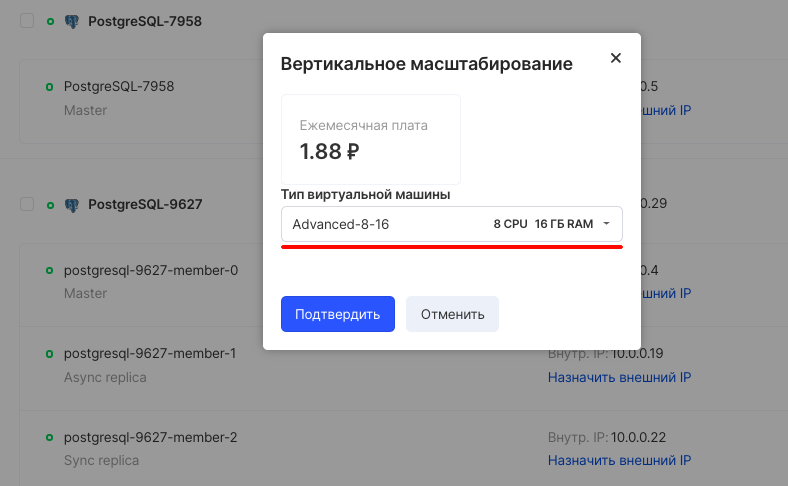 PostgreSQL-7958
PostgreSQL-7958
Master
0.5
шний IP
Вертикальное масштабирование
Ежемесячная плата
1.88 ₽
Тип виртуальной машины
Advanced-8-16 8 CPU 16 ГБ RAM
Подтвердить Отменить
PostgreSQL-9627
0.29
postgresql-9627-member-0
Master
0.4
шний IP
postgresql-9627-member-1
Async replica
Внутр. IP: 10.0.0.19
Назначить внешний IP
postgresql-9627-member-2
Sync replica
Внутр. IP: 10.0.0.22
Назначить внешний IP